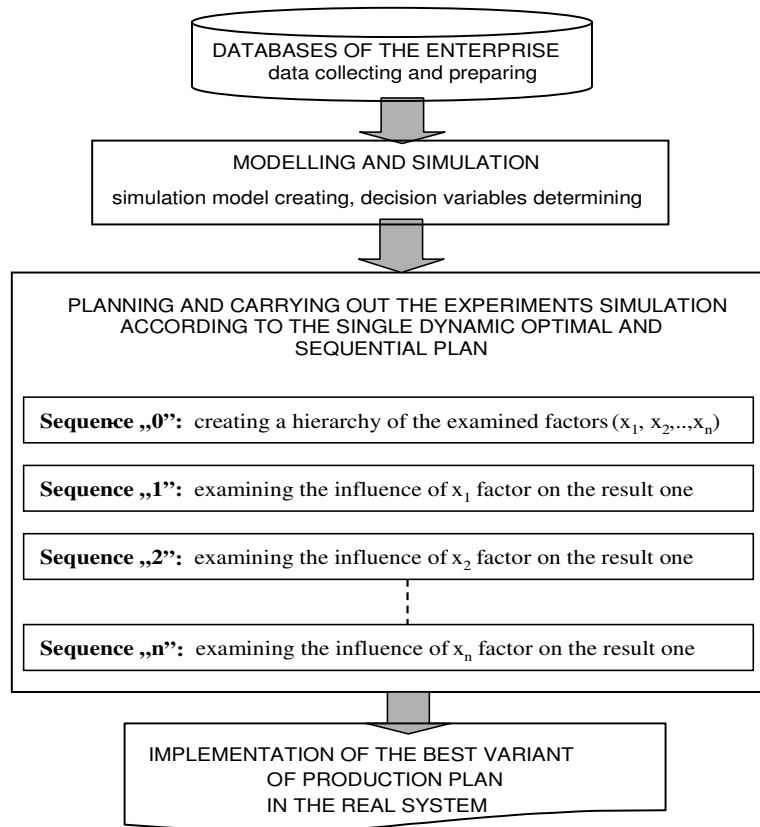 DATABASES OF THE ENTERPRISE
data collecting and preparing
MODELLING AND SIMULATION
simulation model creating, decision variables determining
PLANNING AND CARRYING OUT THE EXPERIMENTS SIMULATION
ACCORDING TO THE SINGLE DYNAMIC OPTIMAL AND
SEQUENTIAL PLAN
Sequence „0”: creating a hierarchy of the examined factors (x₁, x₂,..,xₙ)
Sequence „1”: examining the influence of x₁ factor on the result one
Sequence „2”: examining the influence of x₂ factor on the result one
Sequence „n”: examining the influence of xₙ factor on the result one
IMPLEMENTATION OF THE BEST VARIANT
OF PRODUCTION PLAN
IN THE REAL SYSTEM